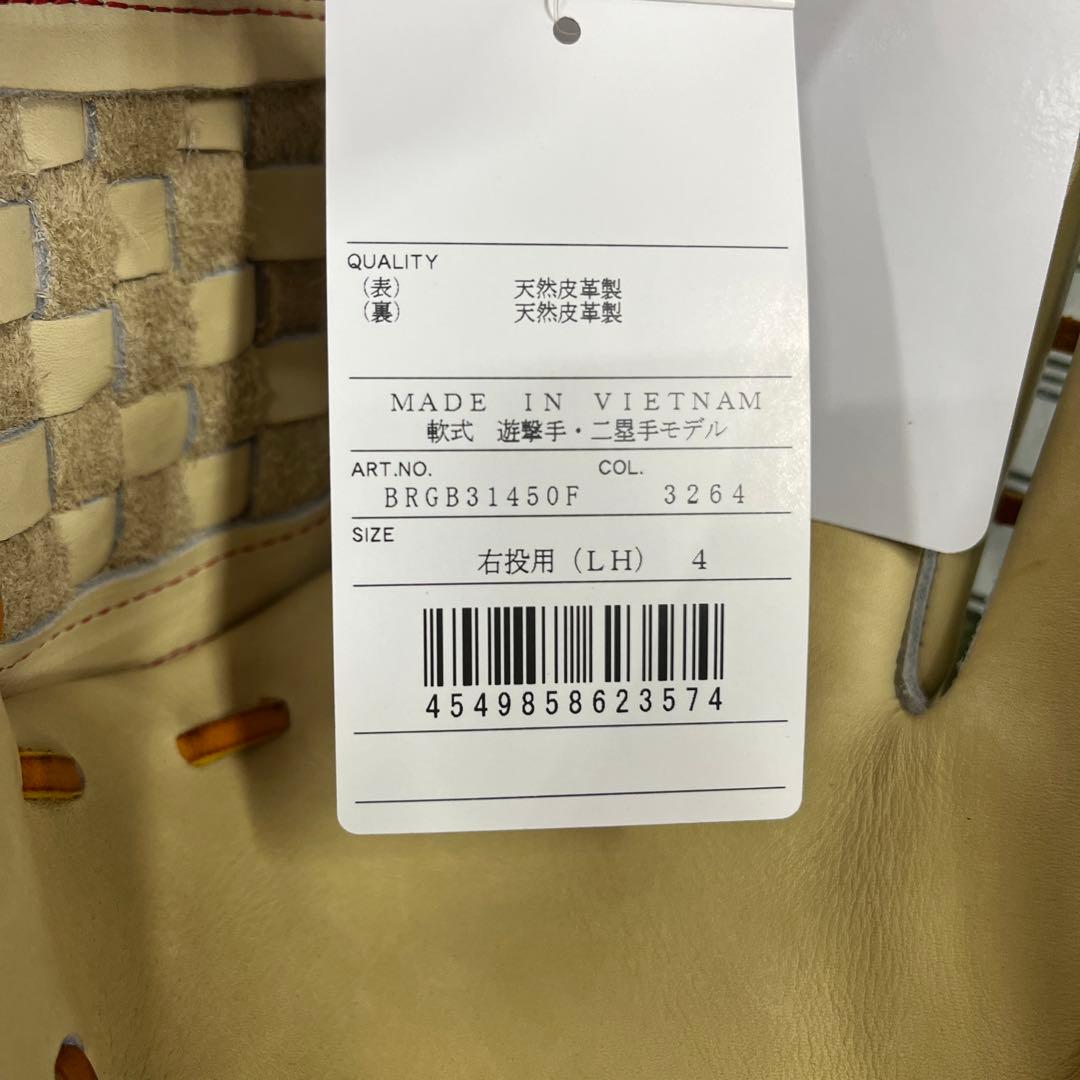 QUALITY
(表) 天然皮革製
(裏) 天然皮革製
MADE IN VIETNAM
軟式 遊撃手・二塁手モデル
ART.NO. COL.
BRGB31450F 3264
SIZE
右投用(LH) 4
4549858623574